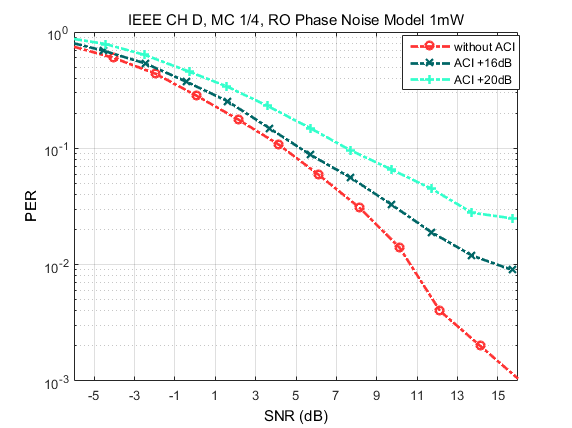 IEEE CH D, MC 1/4, RO Phase Noise Model 1mW
without ACI
ACI +16dB
ACI +20dB
10^0
10^-1
10^-2
10^-3
PER
-5 -3 -1 1 3 5 7 9 11 13 15
SNR (dB)